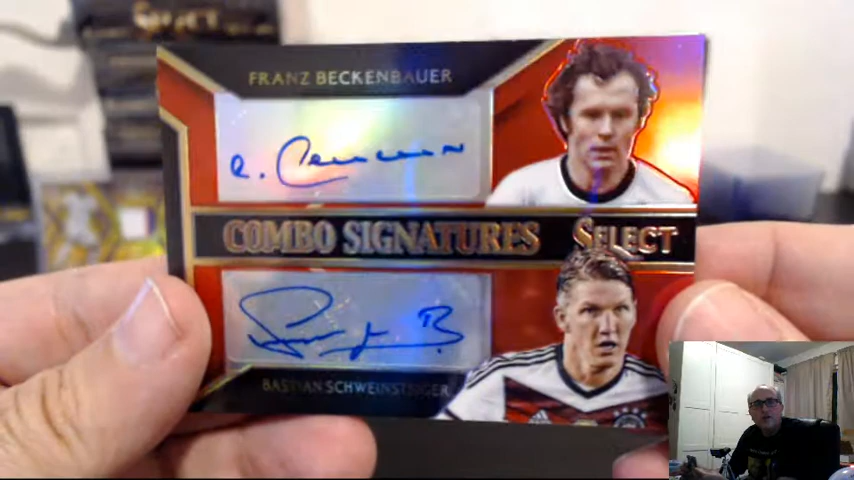 FRANZ BECKENBAUER
COMBO SIGNATURES SELECT
BASTIAN SCHWEINSTEIGER